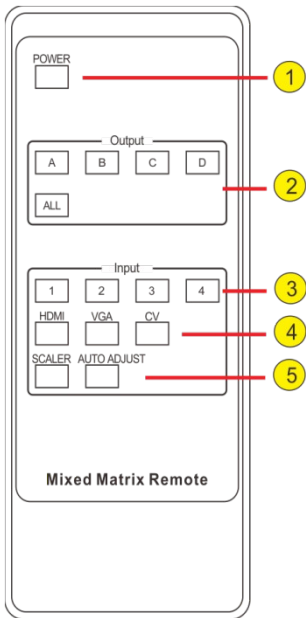 POWER
1
Output
A B C D
2
ALL
Input
1 2 3 4
3
HDMI VGA CV
4
SCALER AUTO ADJUST
5
Mixed Matrix Remote